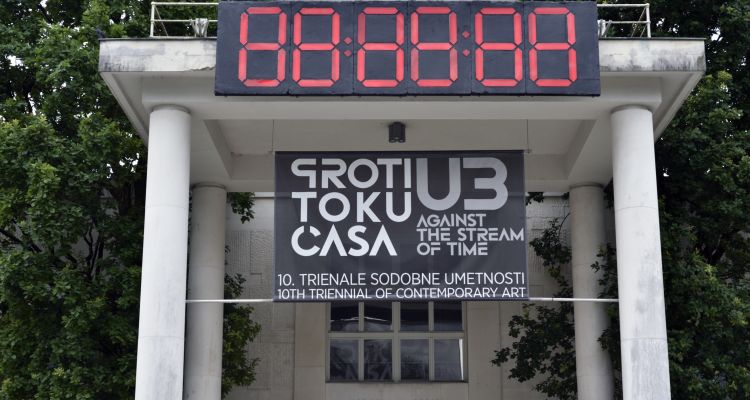 PROTI
TOKU
CASA
U3
AGAINST
THE STREAM
OF TIME
10. TRIENALE SODOBNE UMETNOSTI
10TH TRIENNIAL OF CONTEMPORARY ART